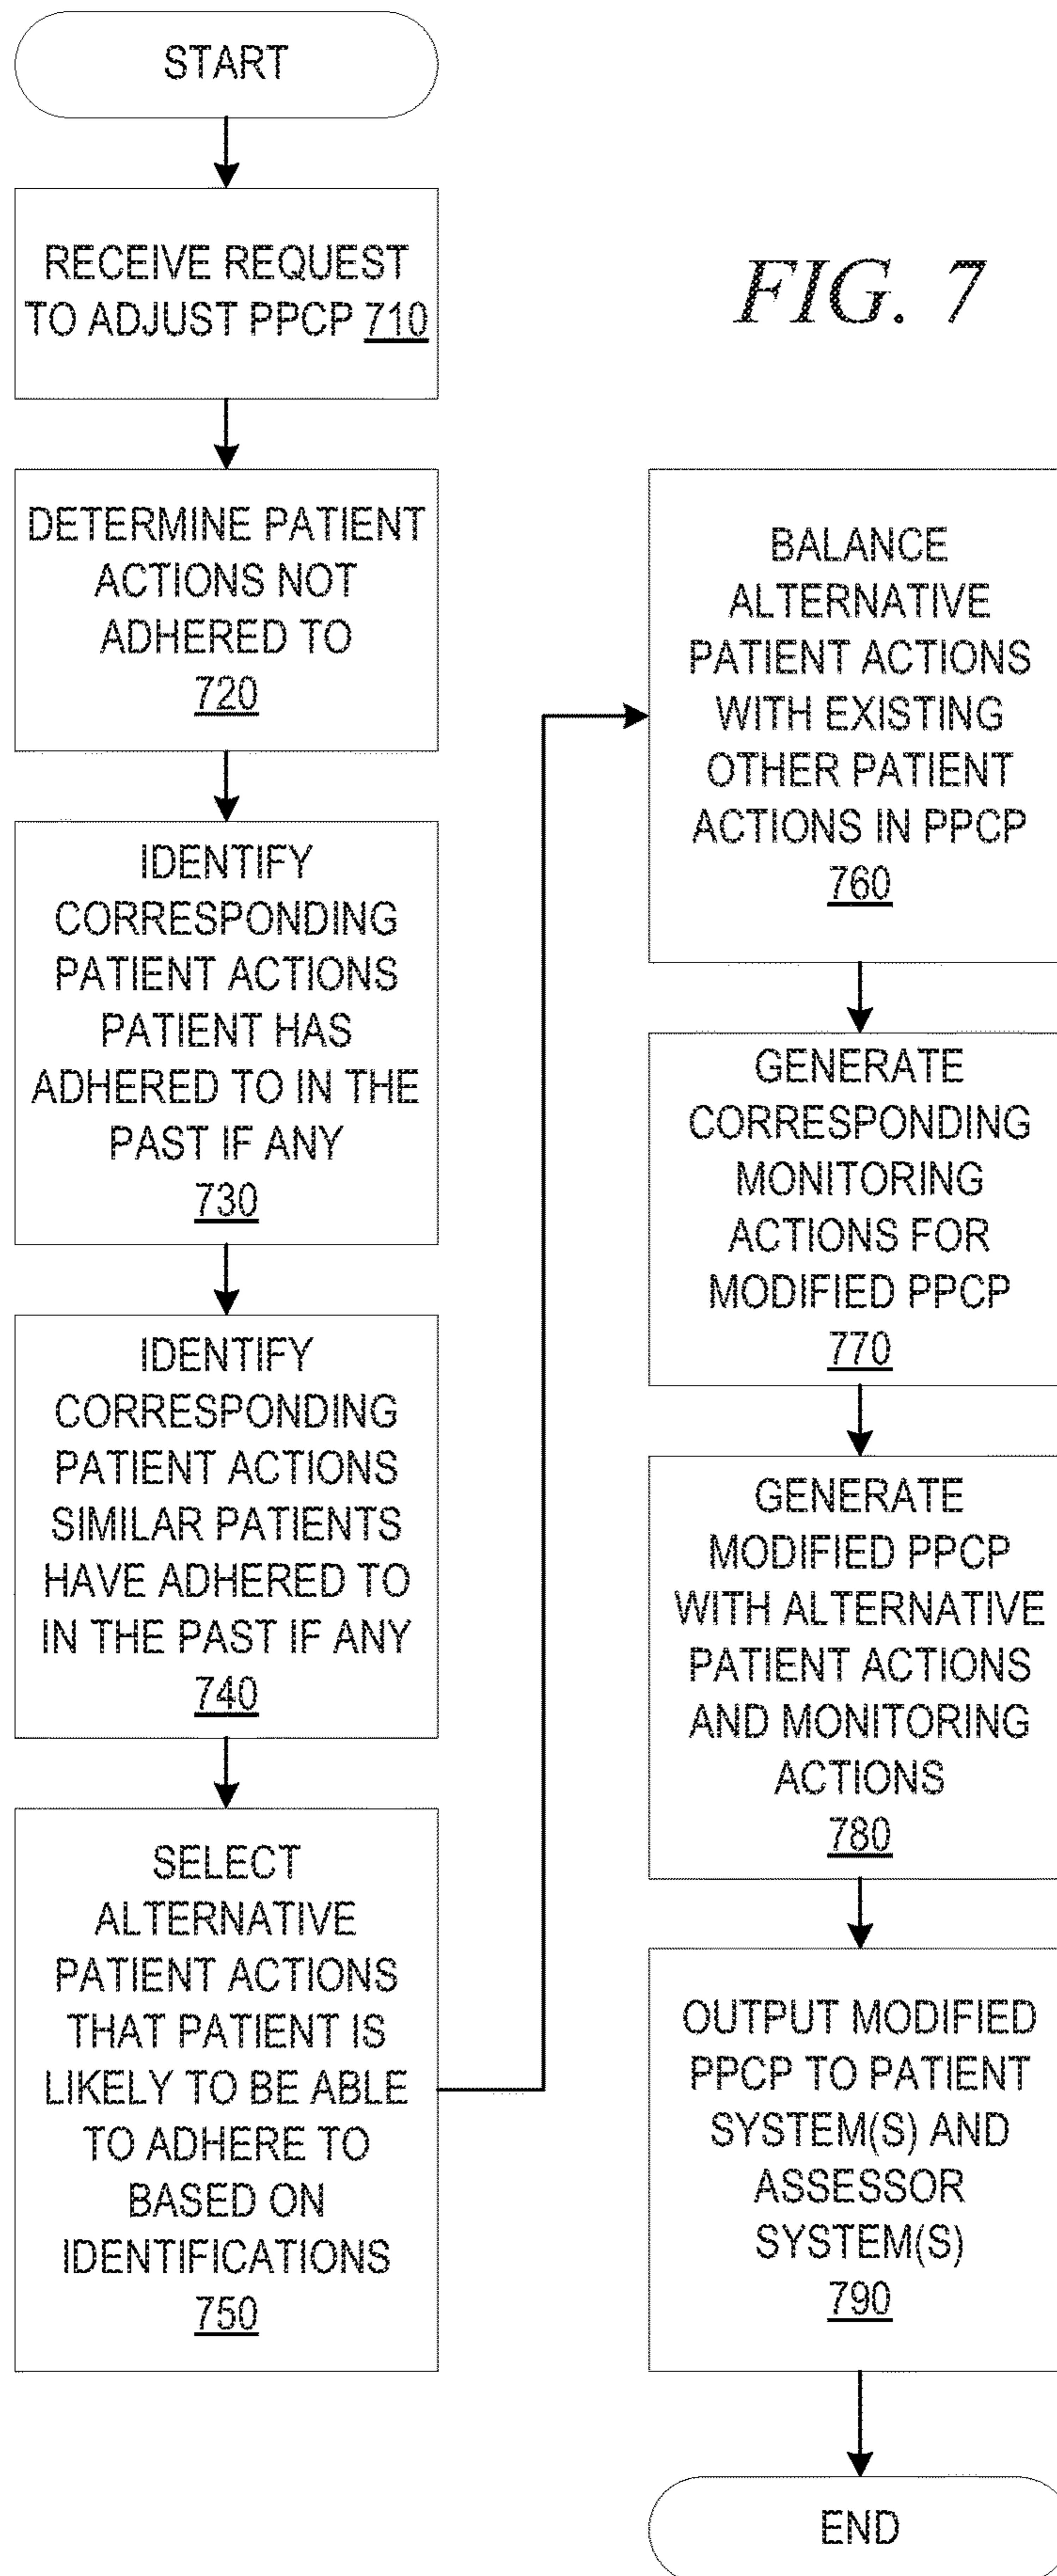 START
RECEIVE REQUEST
TO ADJUST PPCP 710
DETERMINE PATIENT
ACTIONS NOT
ADHERED TO
720
IDENTIFY
CORRESPONDING
PATIENT ACTIONS
PATIENT HAS
ADHERED TO IN THE
PAST IF ANY
730
IDENTIFY
CORRESPONDING
PATIENT ACTIONS
SIMILAR PATIENTS
HAVE ADHERED TO
IN THE PAST IF ANY
740
SELECT
ALTERNATIVE
PATIENT ACTIONS
THAT PATIENT IS
LIKELY TO BE ABLE
TO ADHERE TO
BASED ON
IDENTIFICATIONS
750
FIG. 7
BALANCE
ALTERNATIVE
PATIENT ACTIONS
WITH EXISTING
OTHER PATIENT
ACTIONS IN PPCP
760
GENERATE
CORRESPONDING
MONITORING
ACTIONS FOR
MODIFIED PPCP
770
GENERATE
MODIFIED PPCP
WITH ALTERNATIVE
PATIENT ACTIONS
AND MONITORING
ACTIONS
780
OUTPUT MODIFIED
PPCP TO PATIENT
SYSTEM(S) AND
ASSESSOR
SYSTEM(S)
790
END